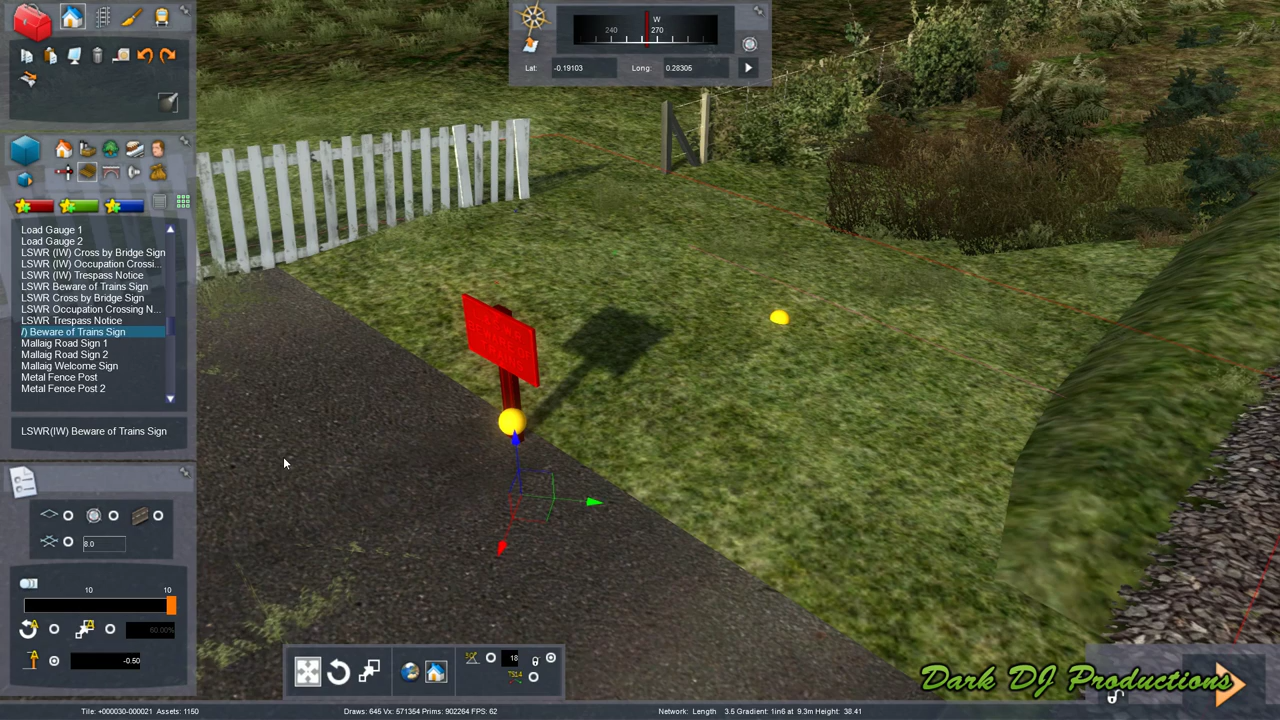 W
240
270
Lat:
-0.19103
Long:
0.28305
Load Gauge 1
Load Gauge 2
LSWR (IW) Cross by Bridge Sign
LSWR (IW) Occupation Crossi...
LSWR (IW) Trespass Notice
LSWR Beware of Trains Sign
LSWR Cross by Bridge Sign
LSWR Occupation Crossing N...
LSWR Trespass Notice
/) Beware of Trains Sign
Mallaig Road Sign 1
Mallaig Road Sign 2
Mallaig Welcome Sign
Metal Fence Post
Metal Fence Post 2
LSWR(IW) Beware of Trains Sign
8.0
10
10
60.00%
-0.50
18
TS14
Dark DJ Productions
Tile: +000030-000021 Assets: 1150
Draws: 645 Vx: 571354 Prims: 902264 FPS: 62
Network: Length 3.5 Gradient: 1in6 at 9.3m Height: 38.41